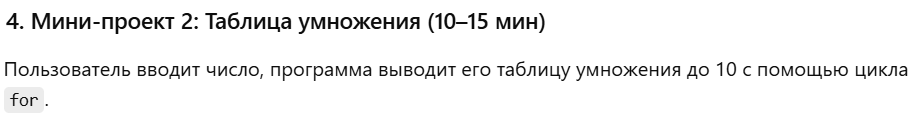 4. Мини-проект 2: Таблица умножения (10–15 мин)
Пользователь вводит число, программа выводит его таблицу умножения до 10 с помощью цикла
for.